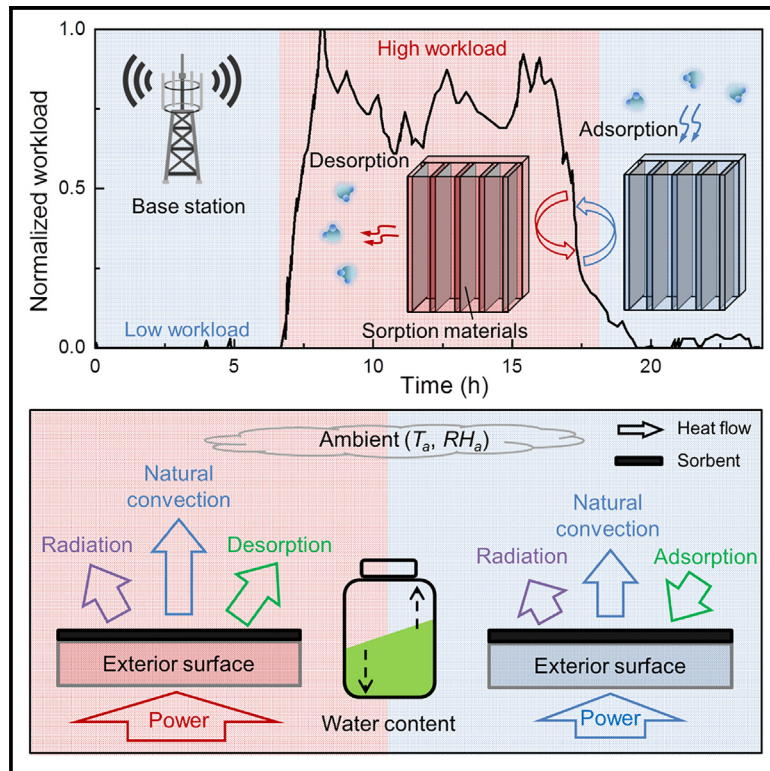 1.0
High workload
Normalized workload
Adsorption
Desorption
0.5
Base station
Low workload
Sorption materials
0.0
0
5
10
15
20
Time (h)
Ambient (Tₐ, RHₐ)
Heat flow
Sorbent
Natural
convection
Radiation
Desorption
Natural
convection
Radiation
Adsorption
Exterior surface
Exterior surface
Power
Water content
Power